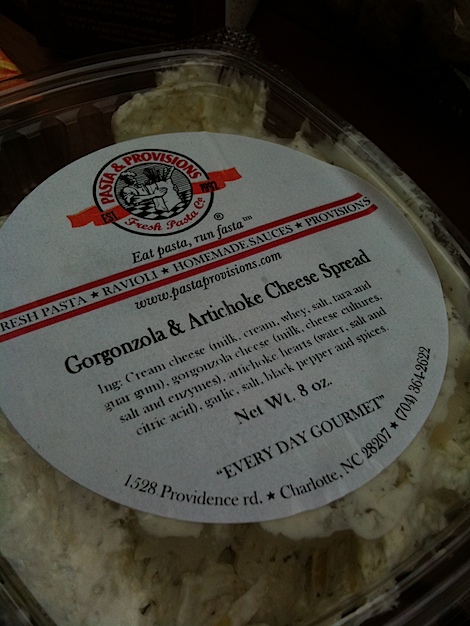 PASTA & PROVISIONS
EST. 1992
Fresh Pasta Co.
®
Eat pasta, run fasta™
FRESH PASTA ★ RAVIOLI ★ HOMEMADE SAUCES ★ PROVISIONS
www.pastaprovisions.com
Gorgonzola & Artichoke Cheese Spread
Ing: Cream cheese (milk, cream, whey, salt, tara and
guar gum), gorgonzola cheese (milk, cheese cultures,
salt and enzymes), artichoke hearts (water, salt and
citric acid), garlic, salt, black pepper and spices.
Net Wt. 8 oz.
"EVERY DAY GOURMET"
1528 Providence rd. ★ Charlotte, NC 28207 ★ (704) 364-2622